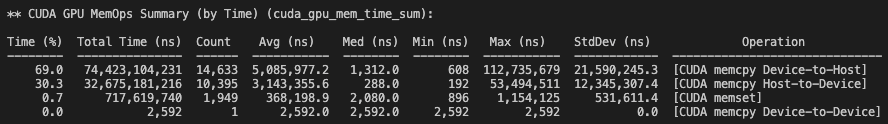 ** CUDA GPU MemOps Summary (by Time) (cuda_gpu_mem_time_sum):
Time (%) Total Time (ns) Count Avg (ns) Med (ns) Min (ns) Max (ns) StdDev (ns) Operation
69.0 74,423,104,231 14,633 5,085,977.2 1,312.0 608 112,735,679 21,590,245.3 [CUDA memcpy Device-to-Host]
30.3 32,675,181,216 10,395 3,143,355.6 288.0 192 53,494,511 12,345,307.4 [CUDA memcpy Host-to-Device]
0.7 717,619,740 1,949 368,198.9 2,080.0 896 1,154,125 531,611.4 [CUDA memset]
0.0 2,592 1 2,592.0 2,592.0 2,592 2,592 0.0 [CUDA memcpy Device-to-Device]